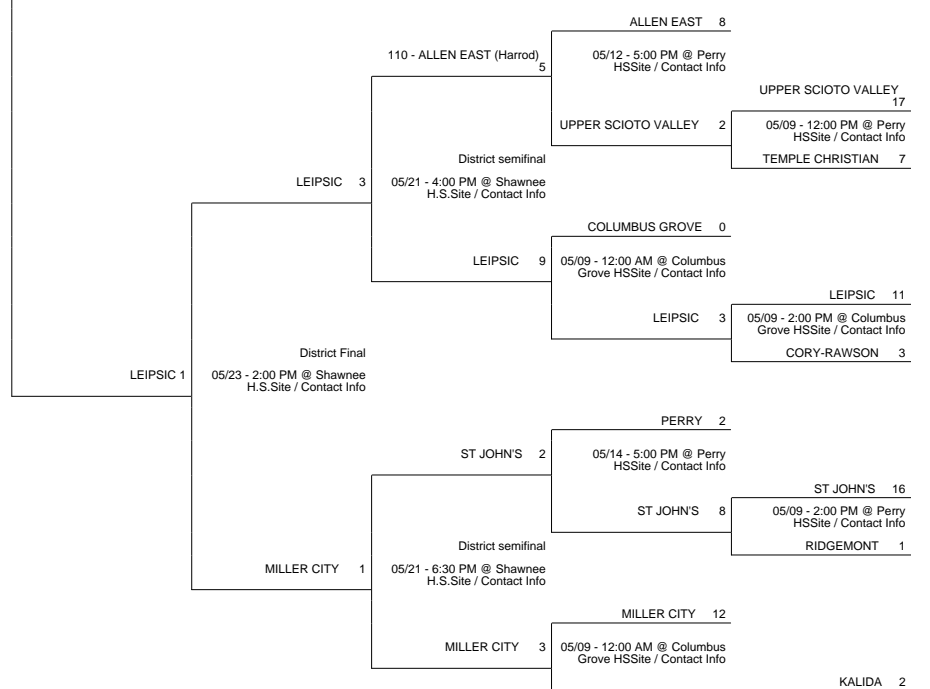 ALLEN EAST 8
110 - ALLEN EAST (Harrod)
5
05/12 - 5:00 PM @ Perry
HSSite / Contact Info
UPPER SCIOTO VALLEY
17
UPPER SCIOTO VALLEY 2
05/09 - 12:00 PM @ Perry
HSSite / Contact Info
TEMPLE CHRISTIAN 7
District semifinal
LEIPSIC 3
05/21 - 4:00 PM @ Shawnee
H.S.Site / Contact Info
COLUMBUS GROVE 0
LEIPSIC 9
05/09 - 12:00 AM @ Columbus
Grove HSSite / Contact Info
LEIPSIC 11
LEIPSIC 3
05/09 - 2:00 PM @ Columbus
Grove HSSite / Contact Info
CORY-RAWSON 3
District Final
LEIPSIC 1
05/23 - 2:00 PM @ Shawnee
H.S.Site / Contact Info
PERRY 2
ST JOHN'S 2
05/14 - 5:00 PM @ Perry
HSSite / Contact Info
ST JOHN'S 16
ST JOHN'S 8
05/09 - 2:00 PM @ Perry
HSSite / Contact Info
RIDGEMONT 1
District semifinal
MILLER CITY 1
05/21 - 6:30 PM @ Shawnee
H.S.Site / Contact Info
MILLER CITY 12
MILLER CITY 3
05/09 - 12:00 AM @ Columbus
Grove HSSite / Contact Info
KALIDA 2